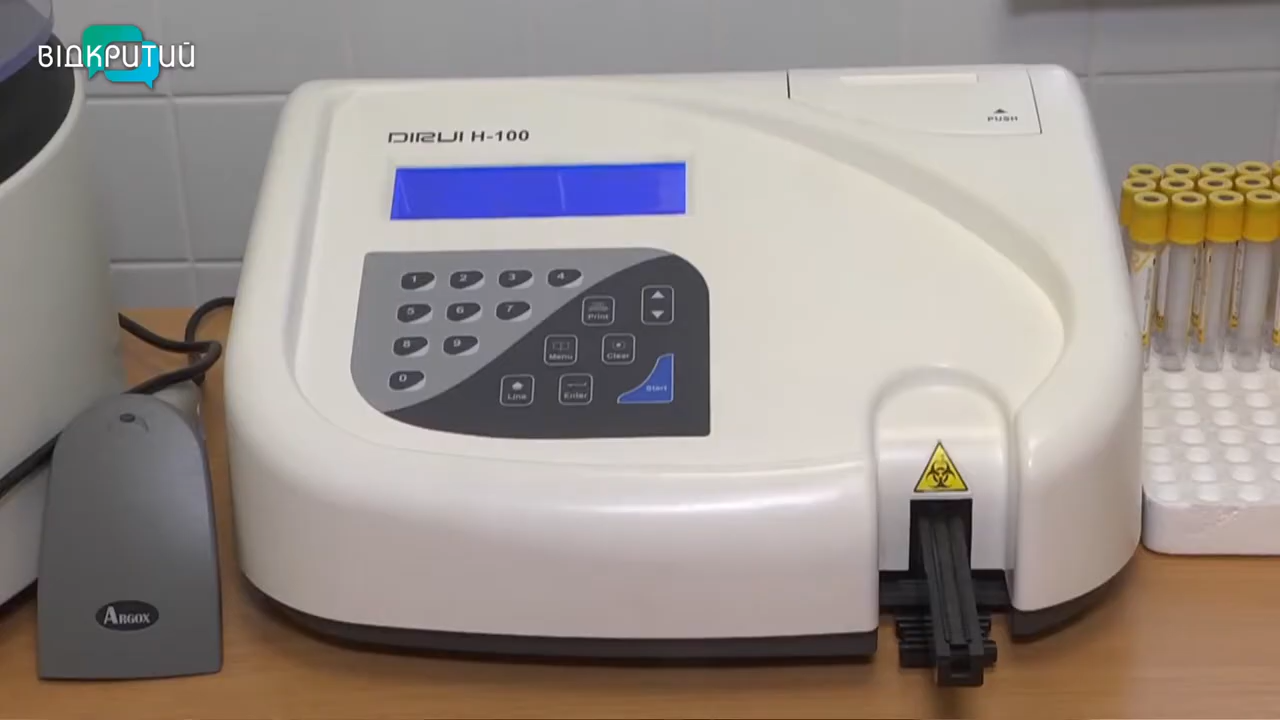 ВІДКРИТИЙ
DIRUI H-100
PUSH
1 2 3 4
5 6 7
8 9
0
Print
Menu
Clear
Line
Enter
Start
ARGOX